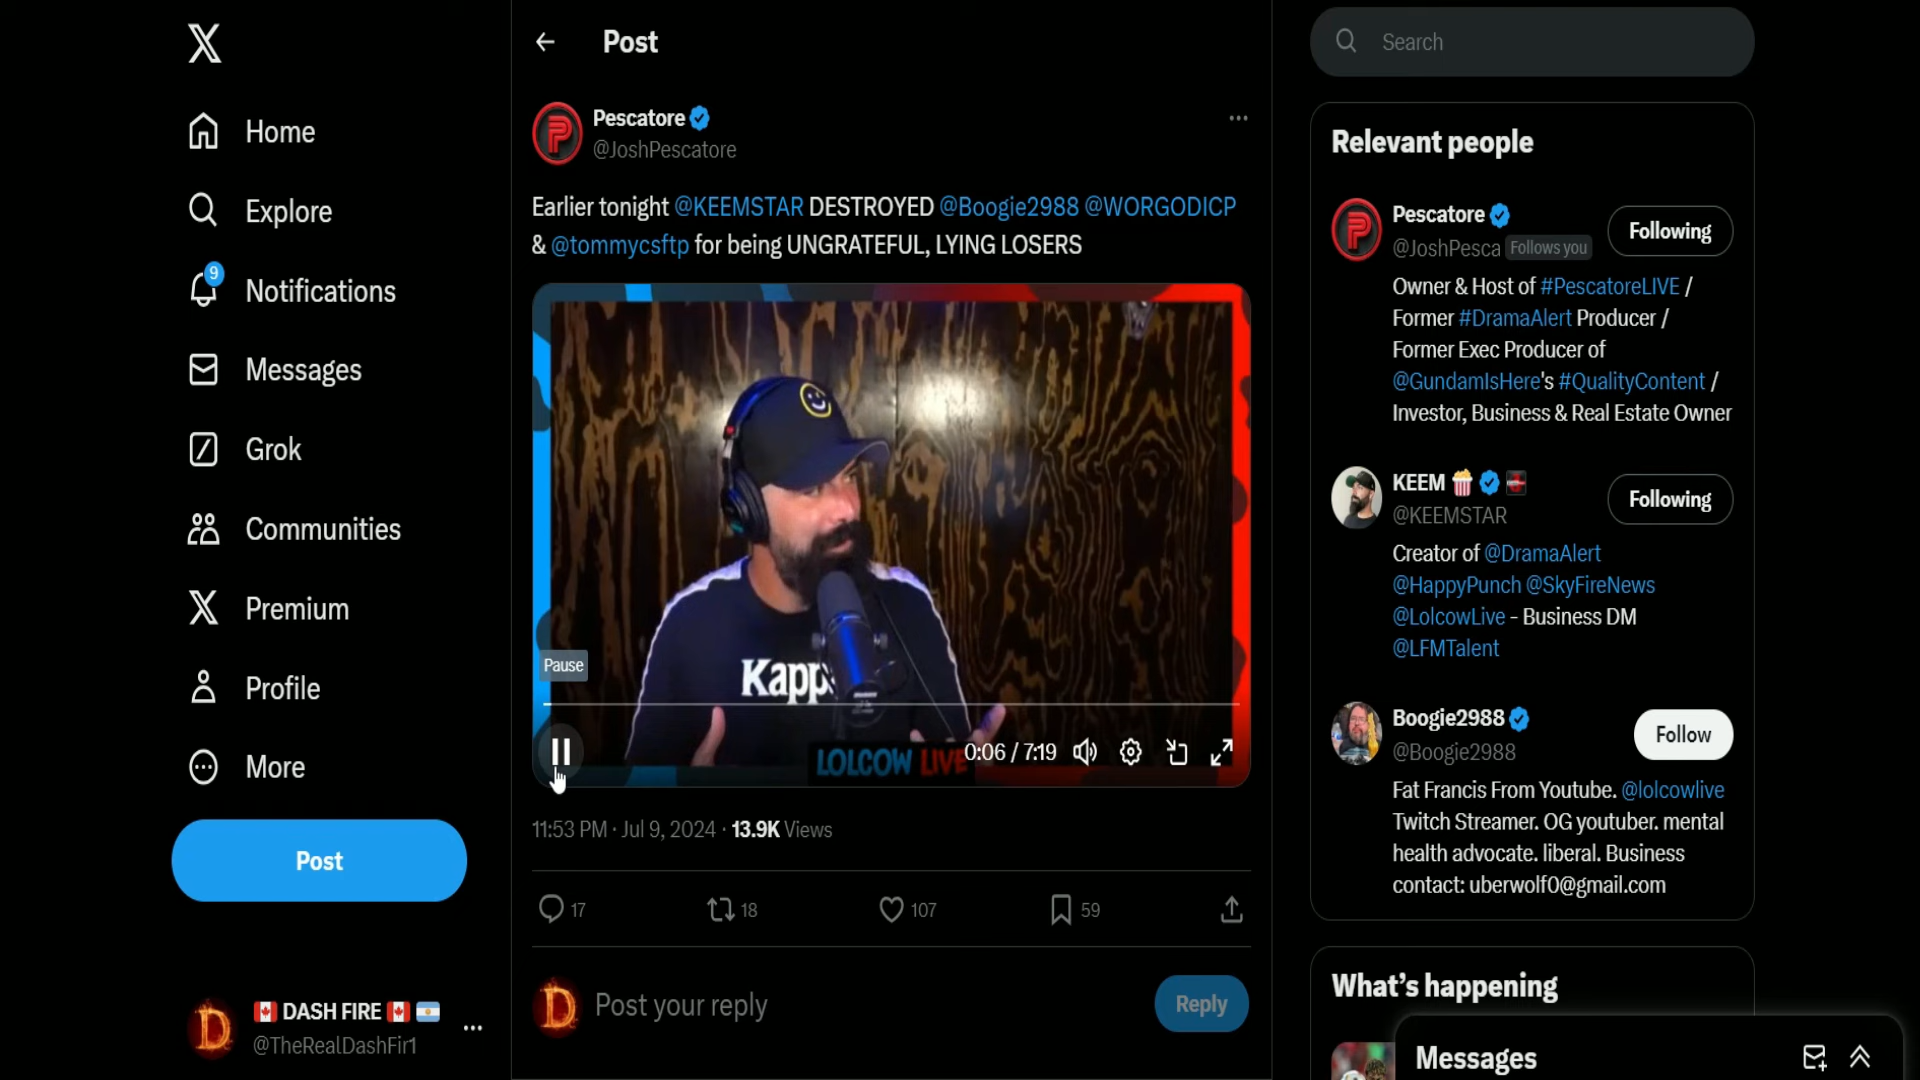 Home
Explore
9
Notifications
Messages
Grok
Communities
Premium
Profile
More
Post
DASH FIRE
@TheRealDashFir1
Post
Pescatore
@JoshPescatore
Earlier tonight @KEEMSTAR DESTROYED @Boogie2988 @WORGODICP
& @tommycsftp for being UNGRATEFUL, LYING LOSERS
Kapp
Pause
LOLCOW LIVE
0:06 / 7:19
11:53 PM · Jul 9, 2024 · 13.9K Views
17
18
107
59
Post your reply
Reply
Search
Relevant people
Pescatore
@JoshPesca Follows you
Following
Owner & Host of #PescatoreLIVE /
Former #DramaAlert Producer /
Former Exec Producer of
@GundamIsHere's #QualityContent /
Investor, Business & Real Estate Owner
KEEM
@KEEMSTAR
Following
Creator of @DramaAlert
@HappyPunch @SkyFireNews
@LolcowLive - Business DM
@LFMTalent
Boogie2988
@Boogie2988
Follow
Fat Francis From Youtube. @lolcowlive
Twitch Streamer. OG youtuber. mental
health advocate. liberal. Business
contact: uberwolf0@gmail.com
What's happening
Messages